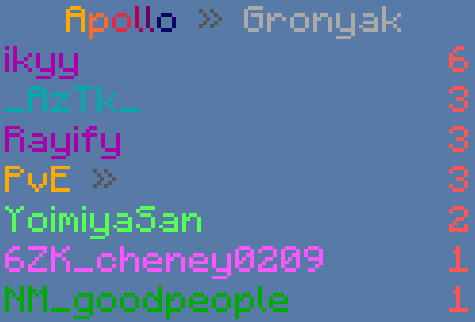 Apollo » Gronyak
ikyy 6
_AzTk_ 3
Rayify 3
PvE » 3
YoimiyaSan 2
6ZK_cheney0209 1
NM_goodpeople 1